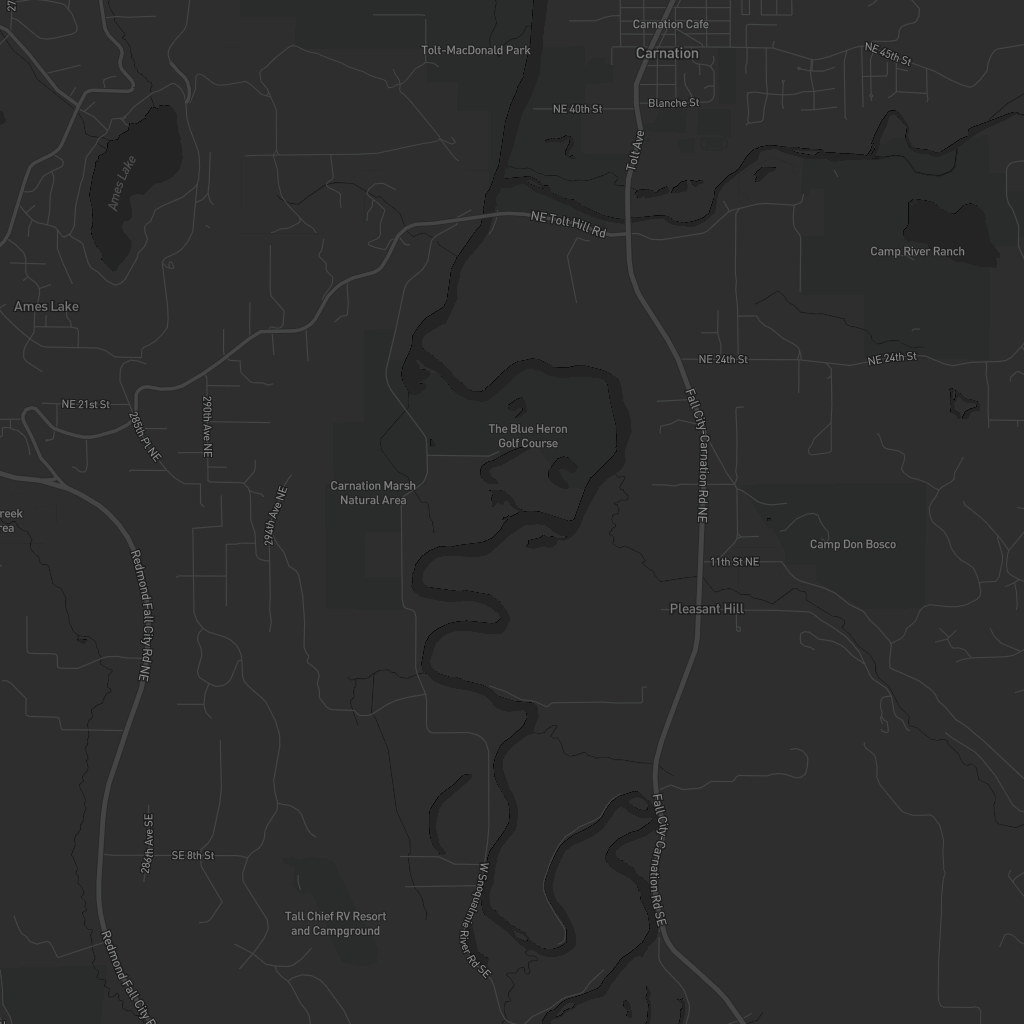 27
Carnation Cafe
Tolt-MacDonald Park
Carnation
NE 45th St
NE 40th St
Blanche St
Tolt Ave
Ames Lake
NE Tolt Hill Rd
Camp River Ranch
Ames Lake
NE 24th St
NE 24th St
NE 21st St
290th Ave NE
285th Pl NE
The Blue Heron
Golf Course
Fall City-Carnation Rd NE
Carnation Marsh
Natural Area
294th Ave NE
reek
rea
Camp Don Bosco
11th St NE
Redmond Fall City Rd NE
Pleasant Hill
286th Ave SE
SE 8th St
Fall City-Carnation Rd SE
W Snoqualmie River Rd SE
Tall Chief RV Resort
and Campground
Redmond Fall City R